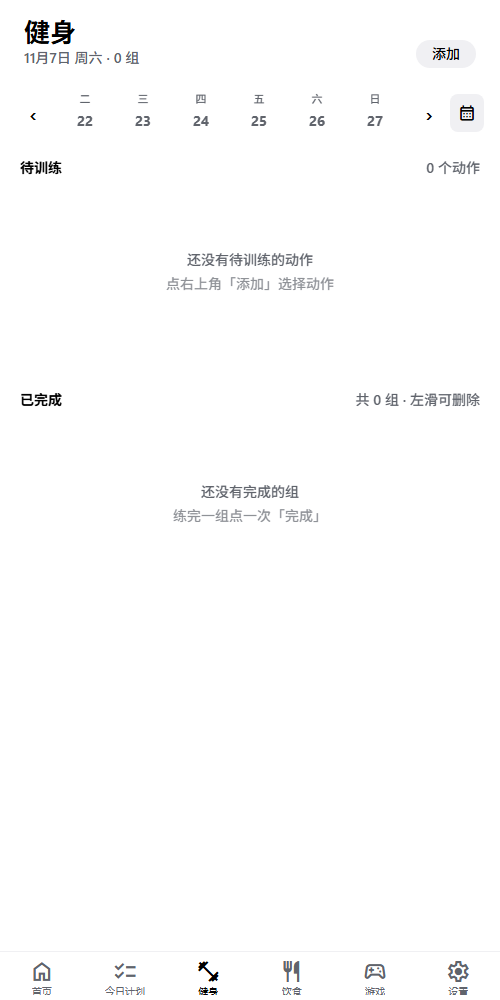 健身
11月7日 周六 · 0 组
添加
二 三 四 五 六 日
‹ 22 23 24 25 26 27 ›
待训练 0 个动作
还没有待训练的动作
点右上角「添加」选择动作
已完成 共 0 组 · 左滑可删除
还没有完成的组
练完一组点一次「完成」
首页 今日计划 健身 饮食 游戏 设置